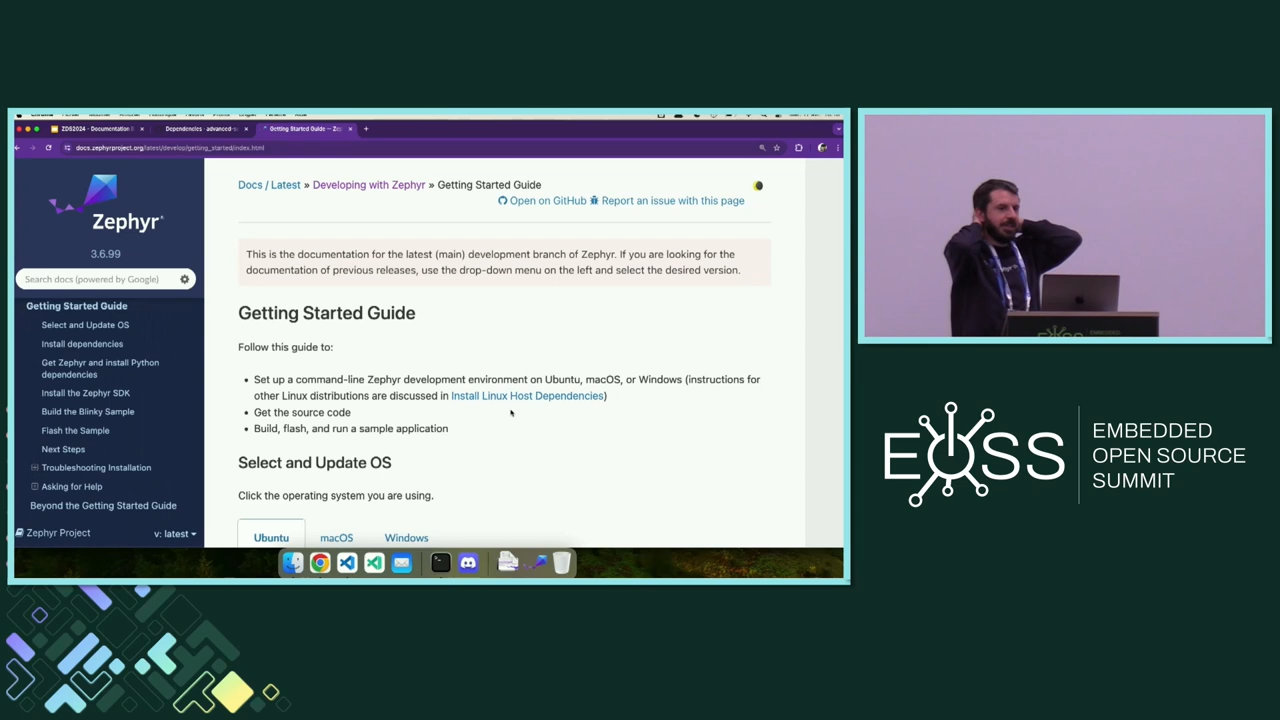 ZDS2024 - Documentation
Dependencies - advanced-
Getting Started Guide — Ze
docs.zephyrproject.org/latest/develop/getting_started/index.html
Zephyr
3.6.99
Search docs (powered by Google)
Getting Started Guide
Select and Update OS
Install dependencies
Get Zephyr and install Python
dependencies
Install the Zephyr SDK
Build the Blinky Sample
Flash the Sample
Next Steps
Troubleshooting Installation
Asking for Help
Beyond the Getting Started Guide
Zephyr Project
v: latest
Docs / Latest » Developing with Zephyr » Getting Started Guide
Open on GitHub Report an issue with this page
This is the documentation for the latest (main) development branch of Zephyr. If you are looking for the
documentation of previous releases, use the drop-down menu on the left and select the desired version.
Getting Started Guide
Follow this guide to:
• Set up a command-line Zephyr development environment on Ubuntu, macOS, or Windows (instructions for
other Linux distributions are discussed in Install Linux Host Dependencies)
• Get the source code
• Build, flash, and run a sample application
Select and Update OS
Click the operating system you are using.
Ubuntu macOS Windows
EOSS
EMBEDDED
OPEN SOURCE
SUMMIT